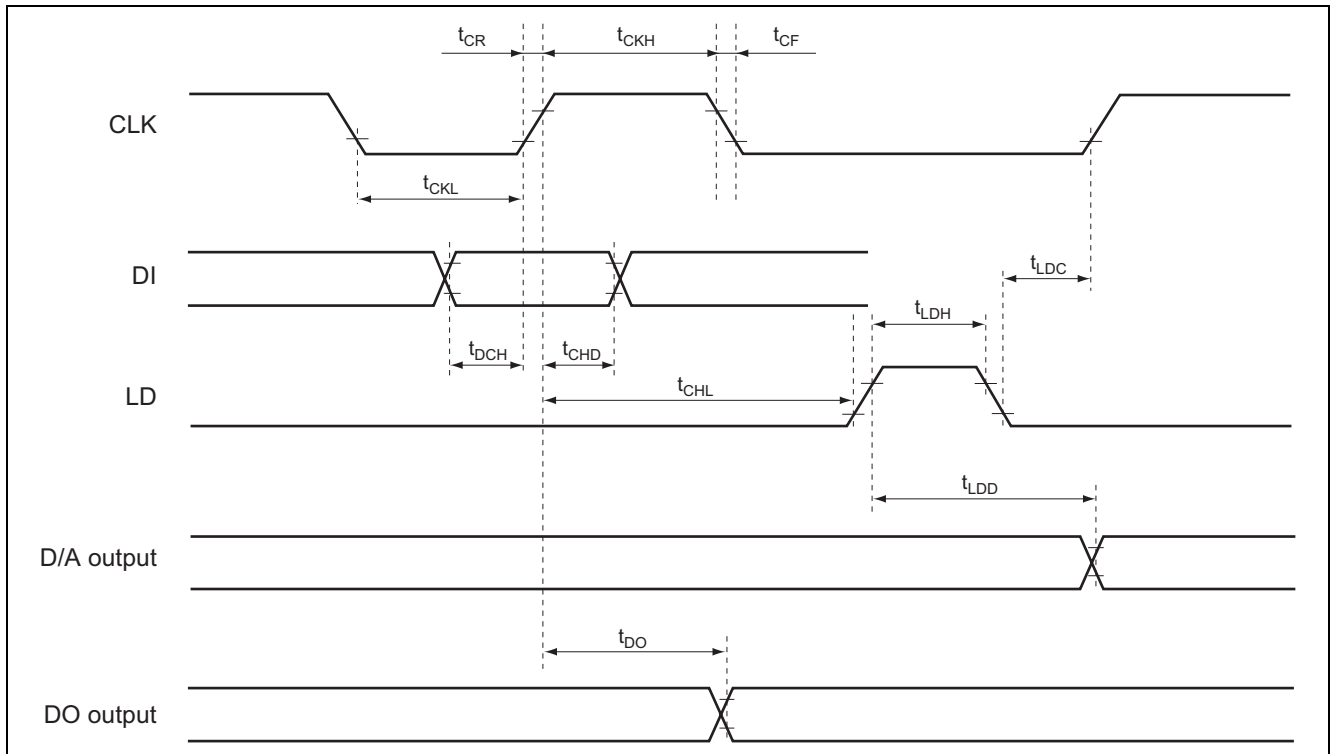 tCR
tCKH
tCF
CLK
tCKL
DI
tLDC
tLDH
tDCH
tCHD
LD
tCHL
tLDD
D/A output
tDO
DO output